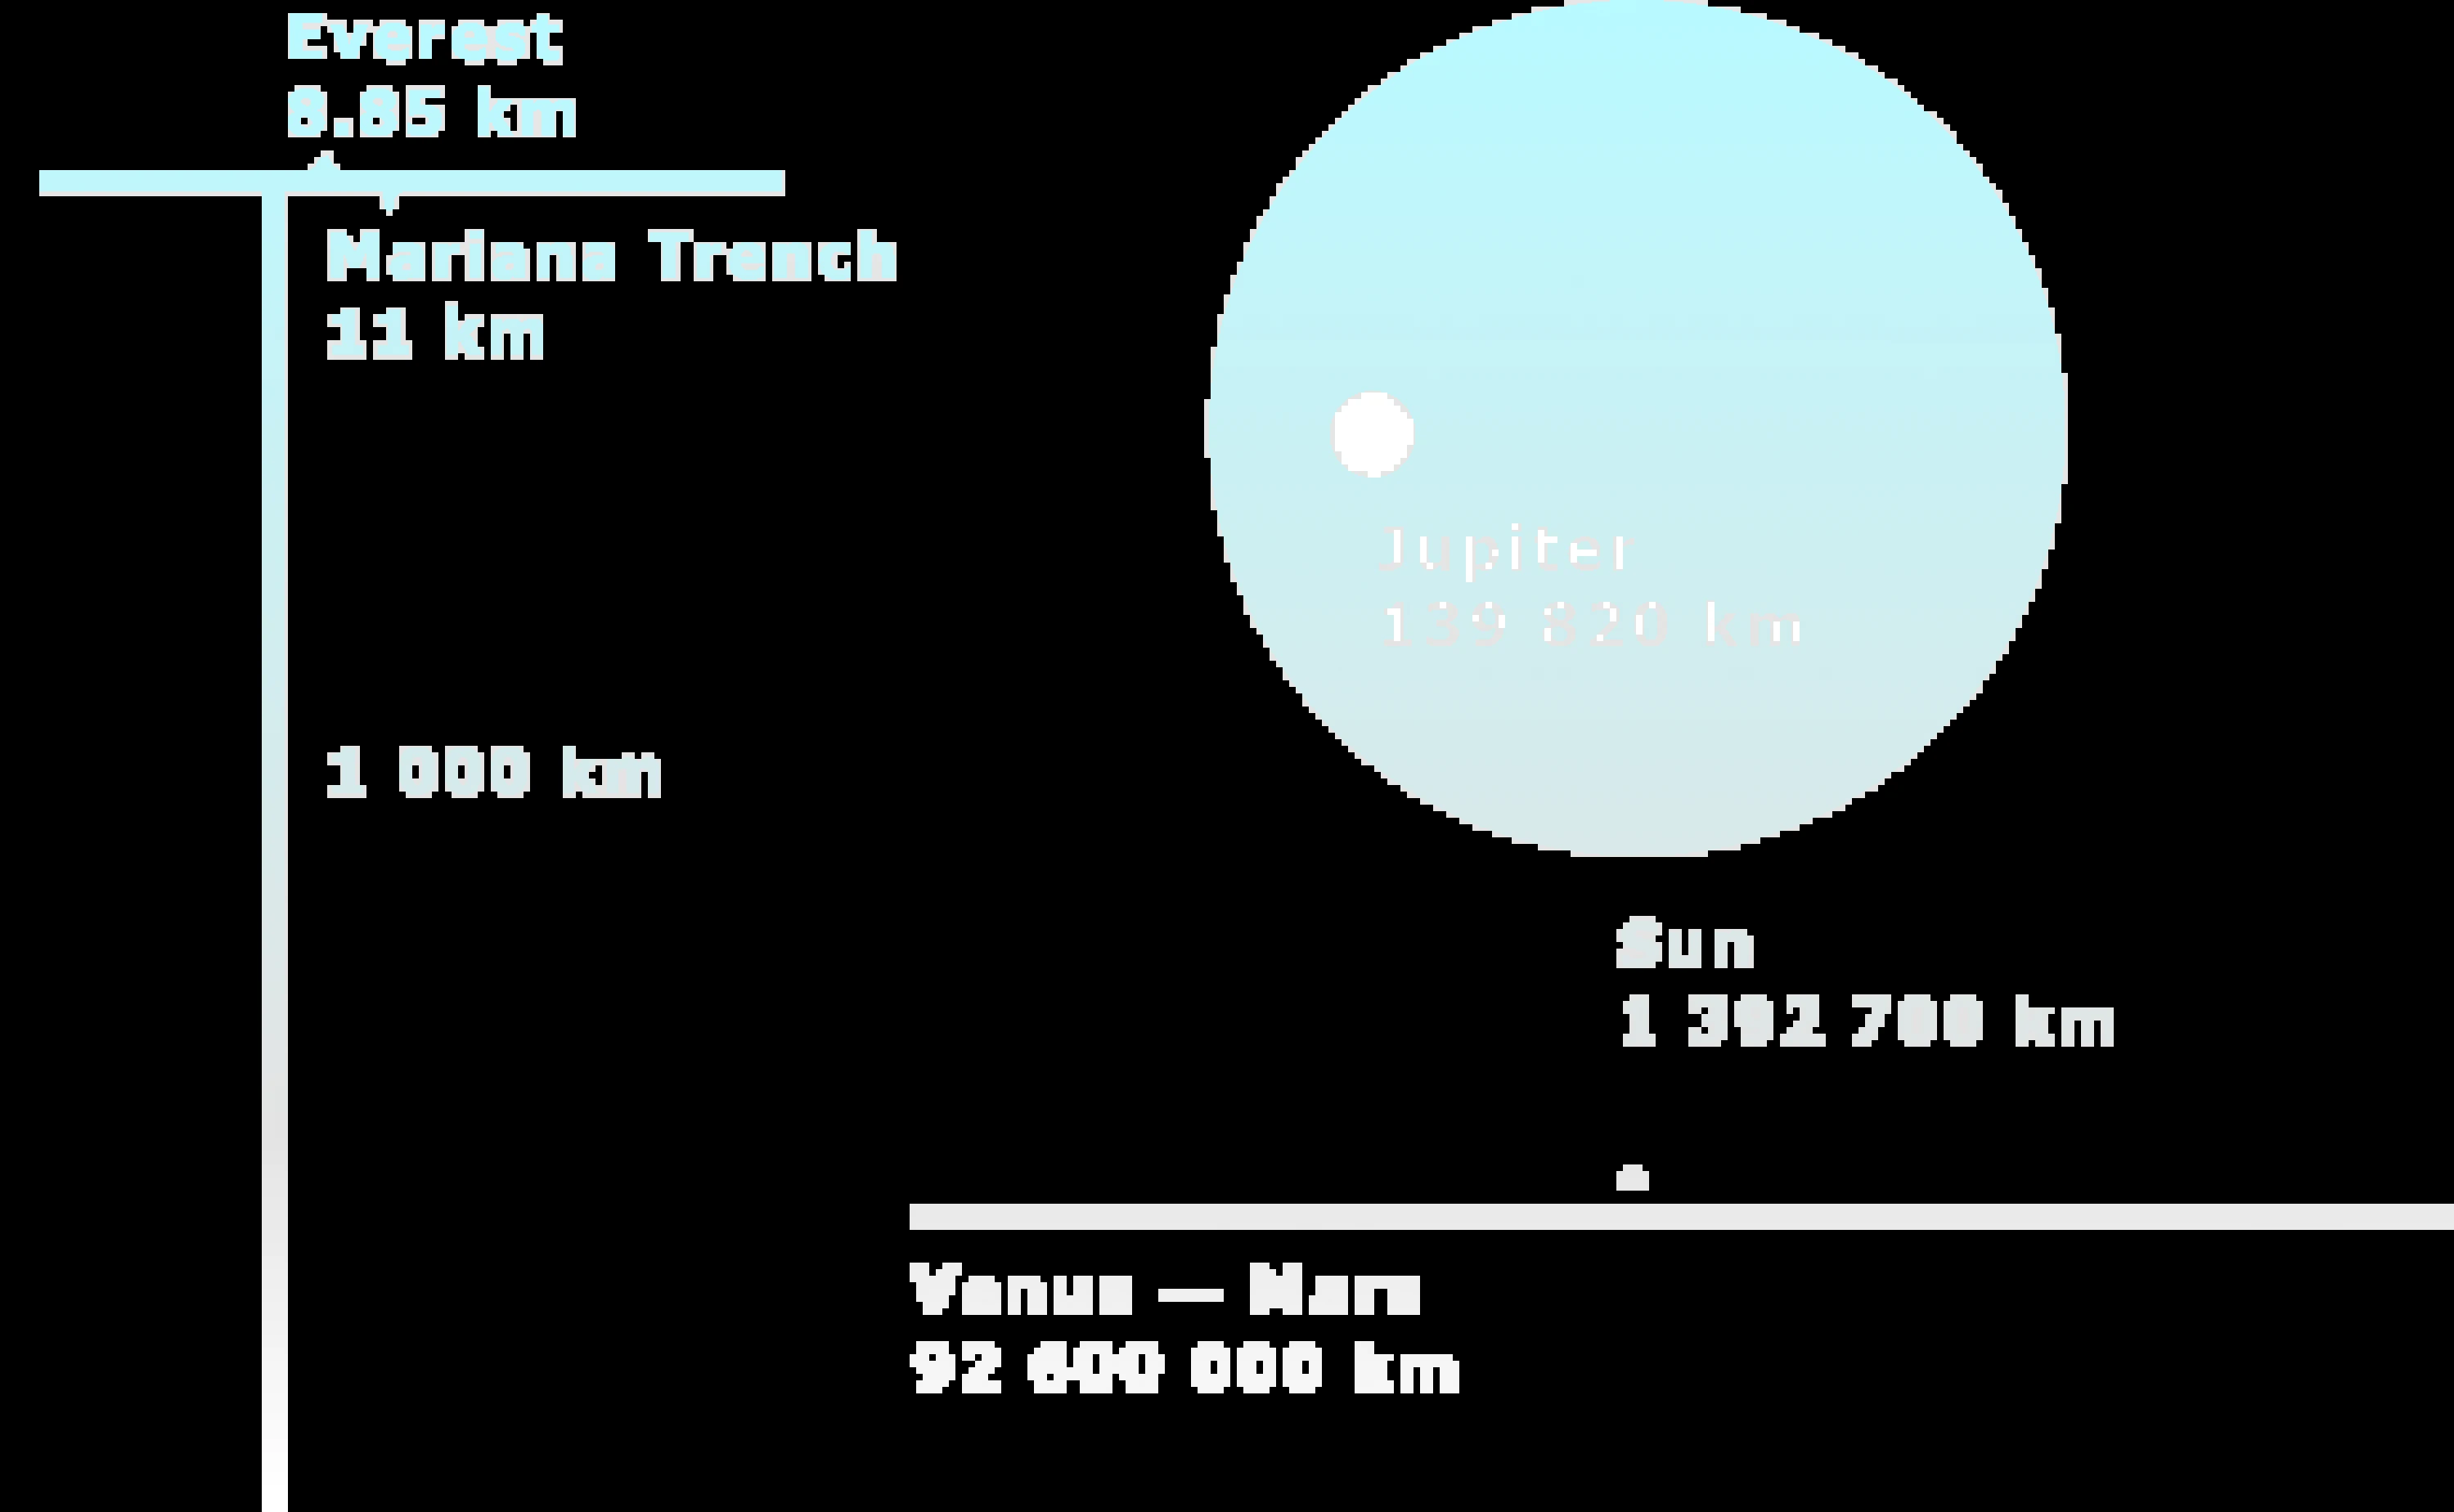 Everest
8.85 km
Mariana Trench
11 km
1 000 km
Jupiter
139 820 km
Sun
1 392 700 km
Venus — Mars
92 600 000 km